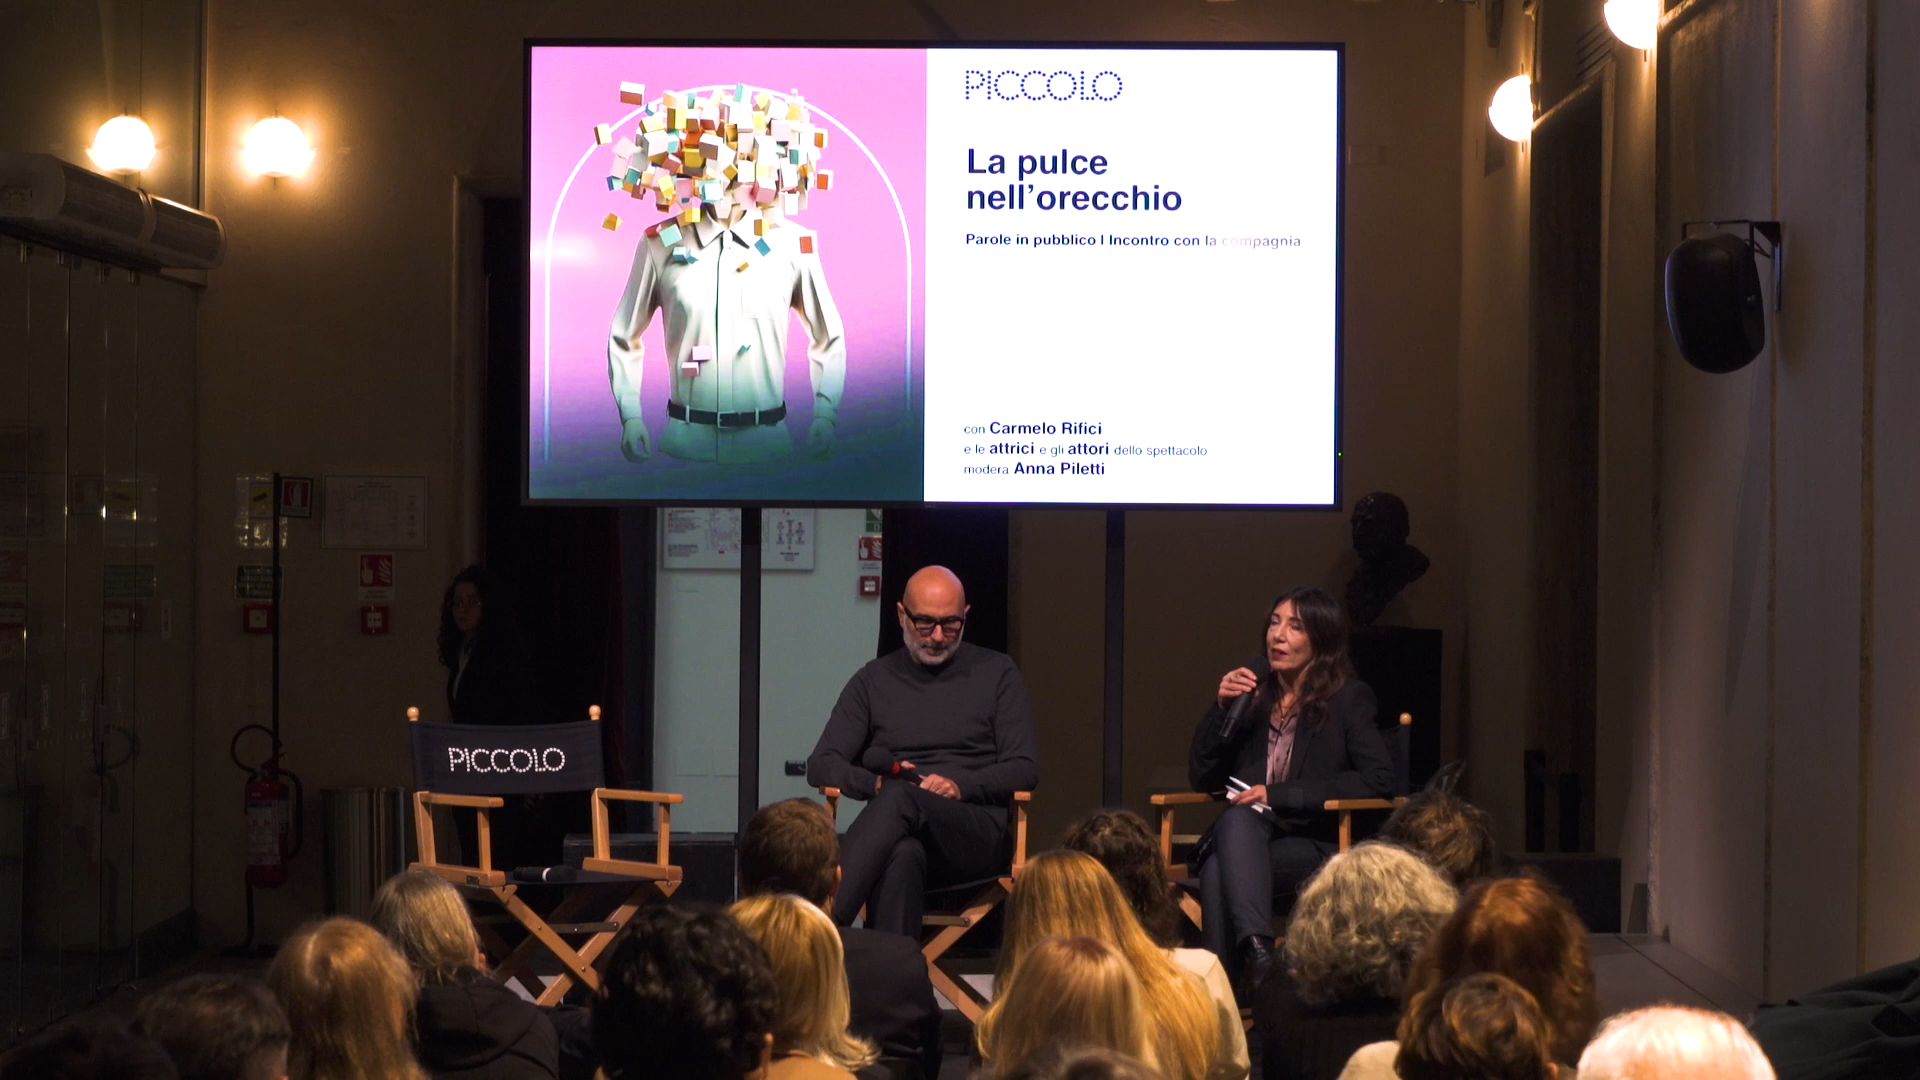 PICCOLO
La pulce
nell'orecchio
Parole in pubblico | Incontro con la compagnia
con Carmelo Rifici
e le attrici e gli attori dello spettacolo
modera Anna Piletti
PICCOLO